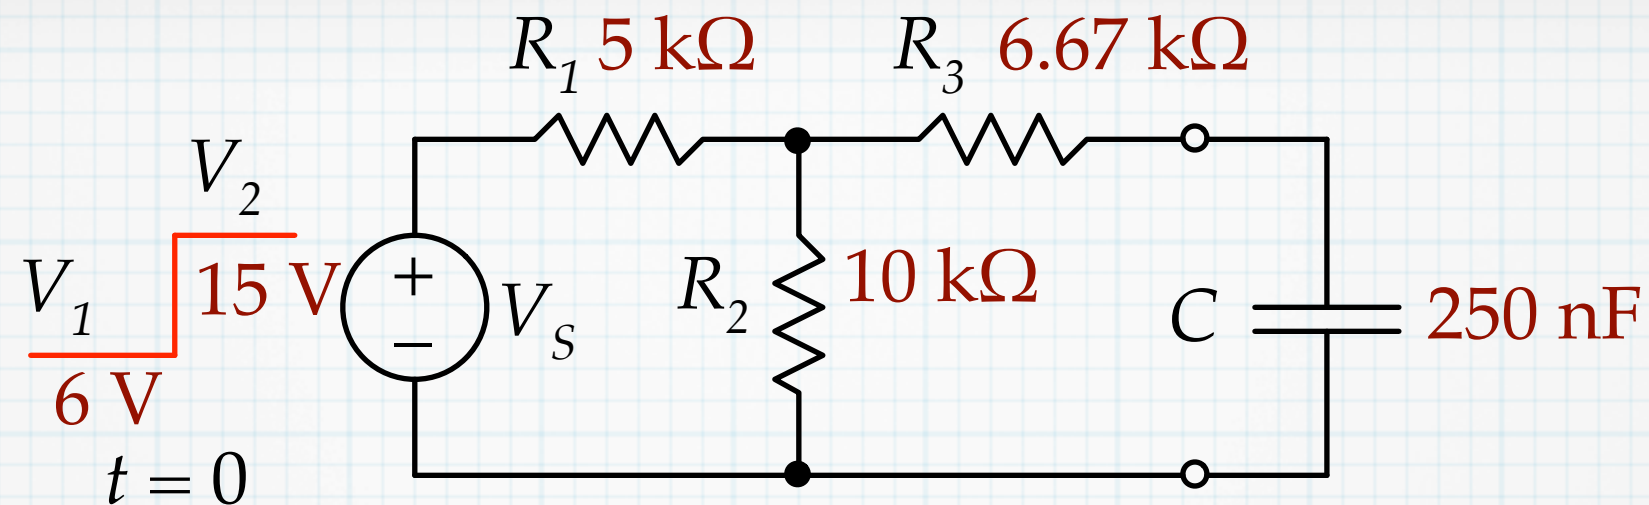 R1 5 kΩ
R3 6.67 kΩ
V2
15 V
V1
6 V
t = 0
+
−
VS
R2
10 kΩ
C
250 nF